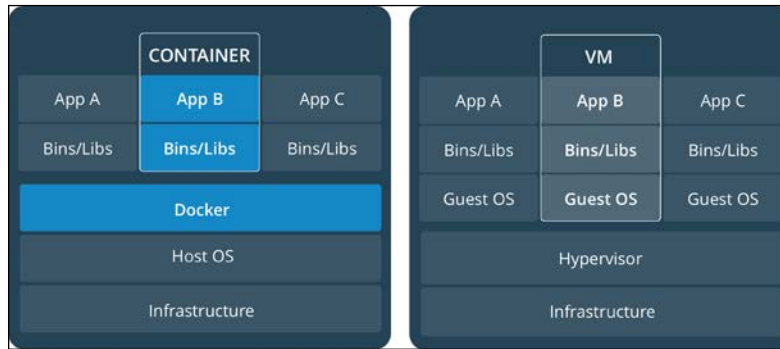 CONTAINER
App A App B App C
Bins/Libs Bins/Libs Bins/Libs
Docker
Host OS
Infrastructure
VM
App A App B App C
Bins/Libs Bins/Libs Bins/Libs
Guest OS Guest OS Guest OS
Hypervisor
Infrastructure